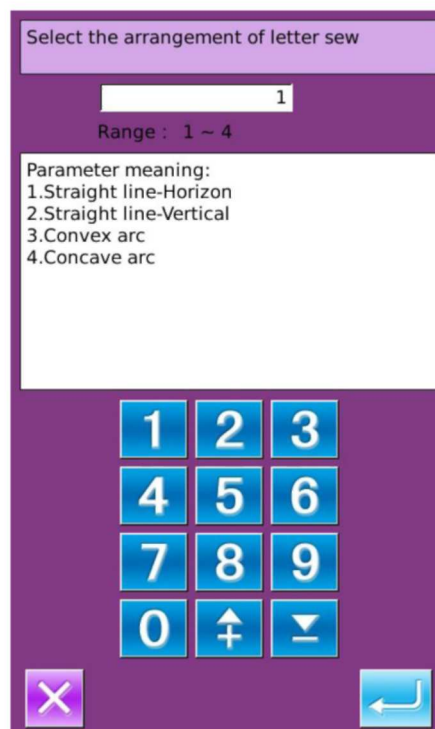 Select the arrangement of letter sew
1
Range : 1 ~ 4
Parameter meaning:
1.Straight line-Horizon
2.Straight line-Vertical
3.Convex arc
4.Concave arc
1 2 3
4 5 6
7 8 9
0